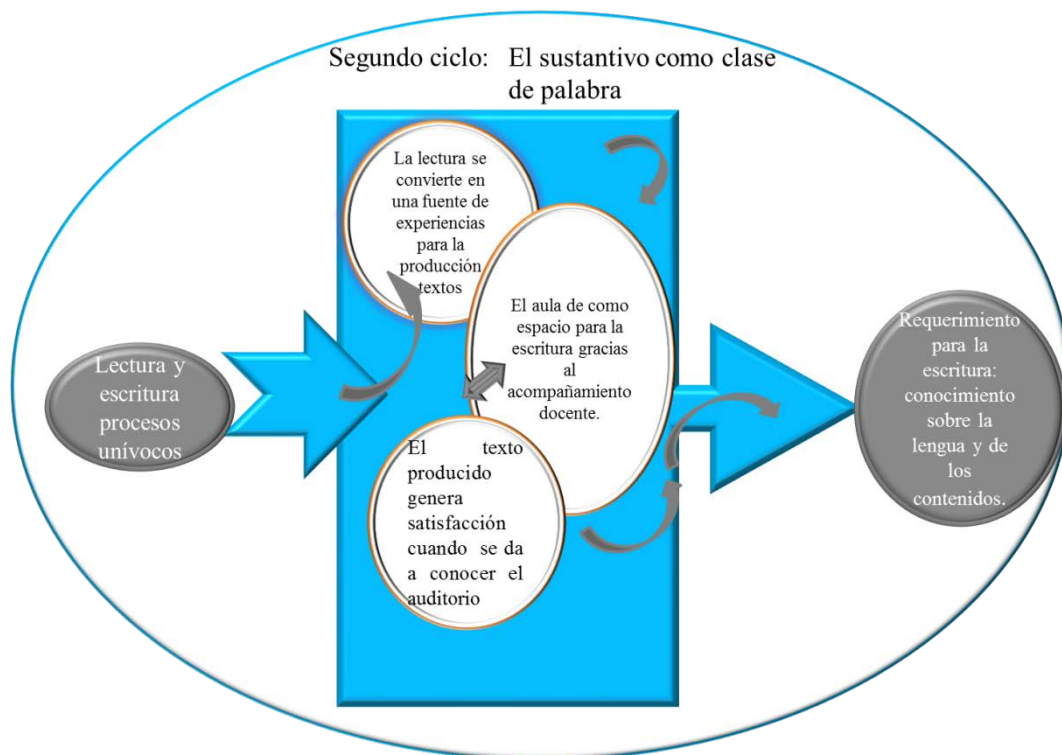 Segundo ciclo: El sustantivo como clase
de palabra
La lectura se
convierte en
una fuente de
experiencias
para la
producción
textos
El aula de como
espacio para la
escritura gracias
al
acompañamiento
docente.
El texto
producido
genera
satisfacción
cuando se da
a conocer el
auditorio
Lectura y
escritura
procesos
unívocos
Requerimiento
para la
escritura:
conocimiento
sobre la
lengua y de
los
contenidos.